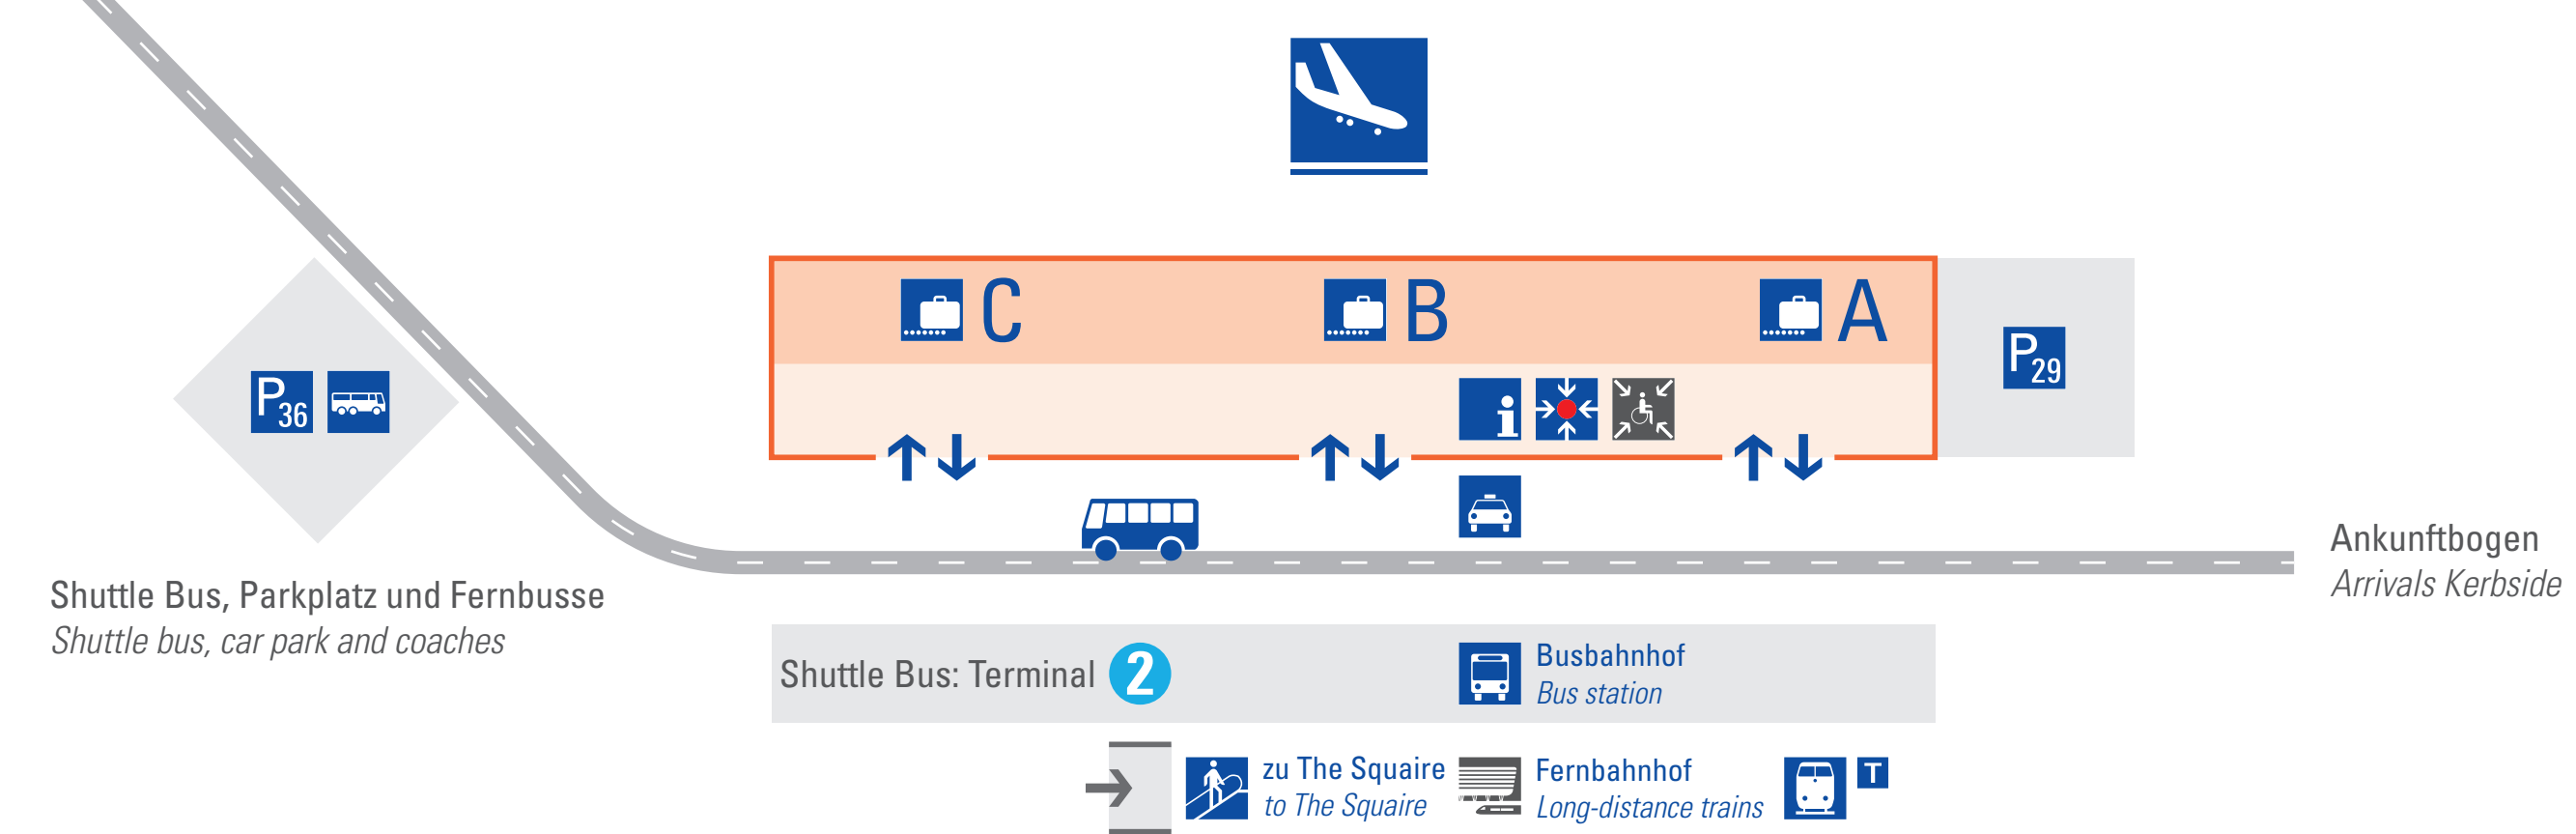 C
B
A
P29
P36
i
Ankunftbogen
Arrivals Kerbside
Shuttle Bus, Parkplatz und Fernbusse
Shuttle bus, car park and coaches
Shuttle Bus: Terminal 2
Busbahnhof
Bus station
zu The Squaire
to The Squaire
Fernbahnhof
Long-distance trains
T